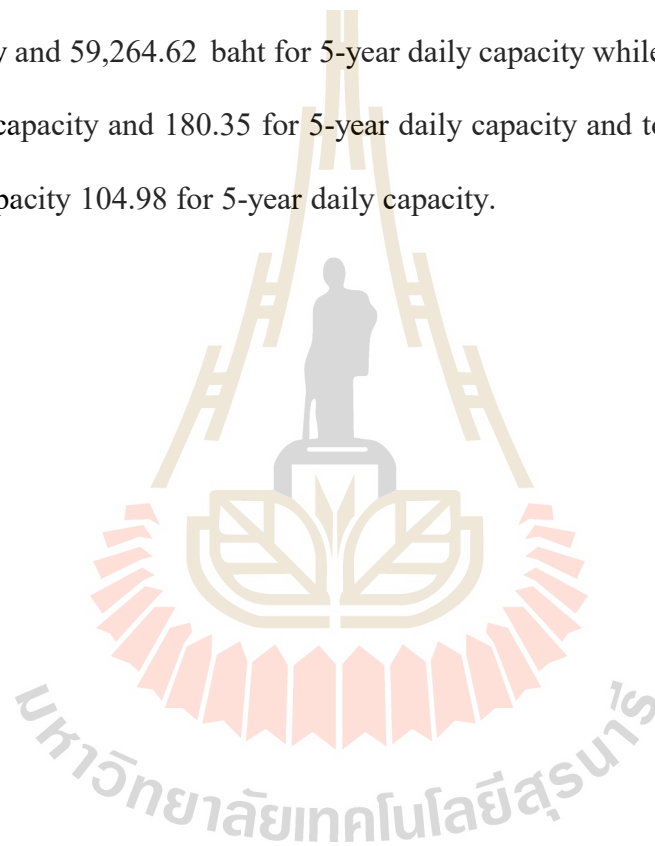 and 59,264.62 baht for 5-year daily capacity while
capacity and 180.35 for 5-year daily capacity and
104.98 for 5-year daily capacity.
มหาวิทยาลัยเทคโนโลยีสุรนารี